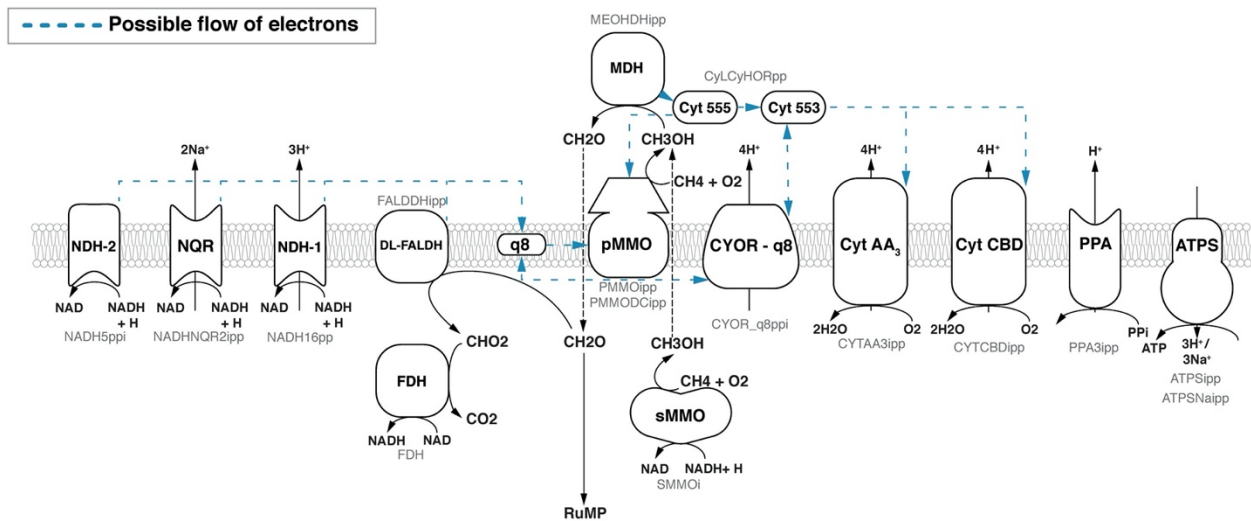 Possible flow of electrons
MEOHDHipp
MDH
CyLCyHORpp
Cyt 555
Cyt 553
CH2O
CH3OH
2Na⁺
3H⁺
4H⁺
4H⁺
4H⁺
H⁺
CH4 + O2
FALDDHipp
NDH-2
NQR
NDH-1
DL-FALDH
q8
pMMO
CYOR - q8
Cyt AA₃
Cyt CBD
PPA
ATPS
PMMOipp
PMMODCipp
NAD
NADH
+ H
NAD
NADH
+ H
NAD
NADH
+ H
NADH5ppi
NADHNQR2ipp
NADH16pp
CYOR_q8ppi
2H2O
O2
CYTAA3ipp
2H2O
O2
CYTCBDipp
PPi
PPA3ipp
ATP
3H⁺/
3Na⁺
ATPSipp
ATPSNaipp
CHO2
CH2O
CH3OH
FDH
CH4 + O2
CO2
sMMO
NADH
NAD
FDH
NAD
NADH+ H
SMMOi
RuMP